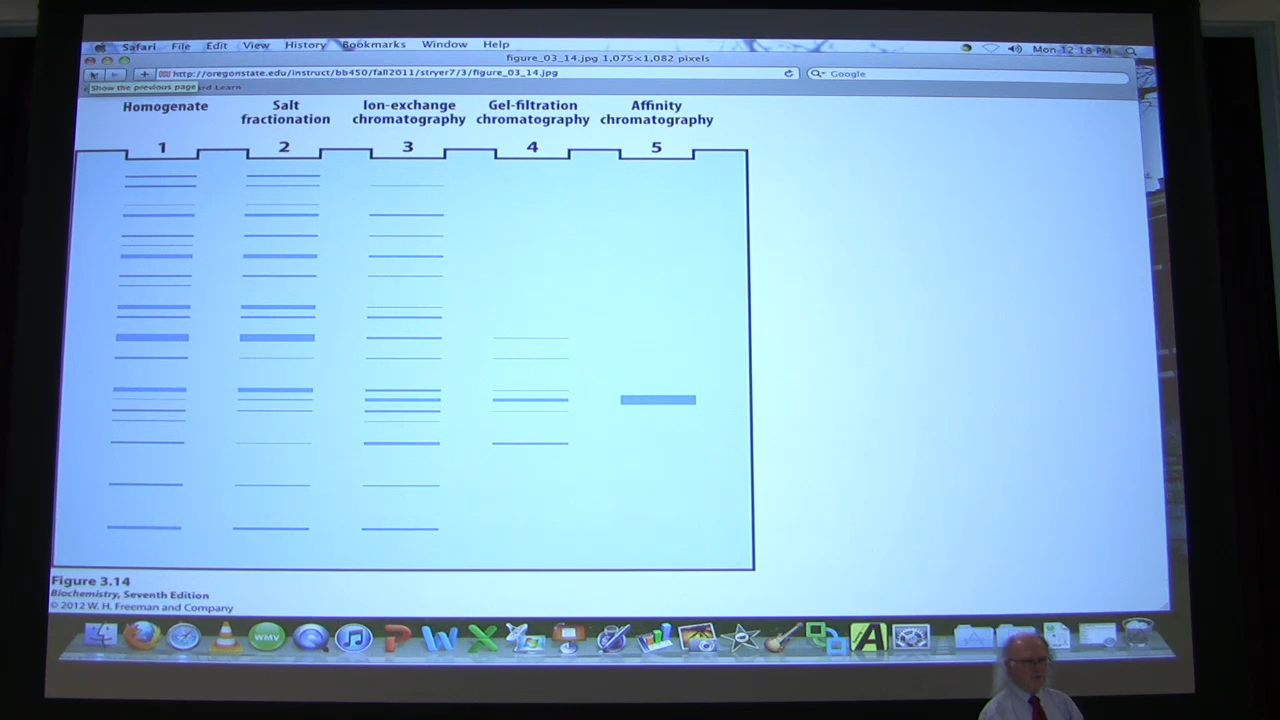 Safari File Edit View History Bookmarks Window Help Mon 12:18 PM
figure_03_14.jpg 1,075×1,082 pixels
http://oregonstate.edu/instruct/bb450/fall2011/stryer7/3/figure_03_14.jpg Google
Show the previous page rd Learn
Homogenate
Salt
fractionation
Ion-exchange
chromatography
Gel-filtration
chromatography
Affinity
chromatography
1 2 3 4 5
Figure 3.14
Biochemistry, Seventh Edition
© 2012 W. H. Freeman and Company
WMV P W X A